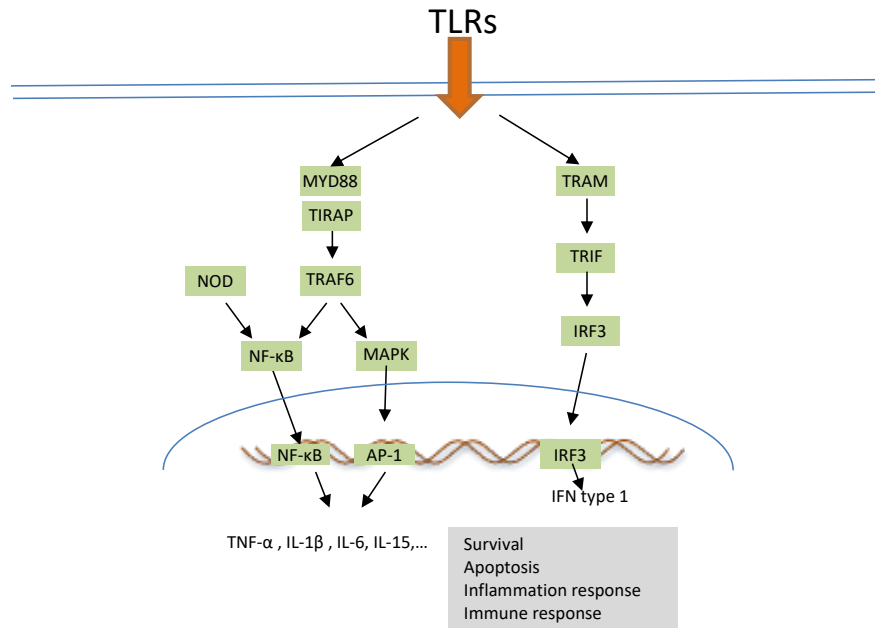 TLRs
MYD88
TRAM
TIRAP
TRIF
NOD
TRAF6
IRF3
NF-κB
MAPK
NF-κB
AP-1
IRF3
IFN type 1
TNF-α , IL-1β , IL-6, IL-15,...
Survival
Apoptosis
Inflammation response
Immune response